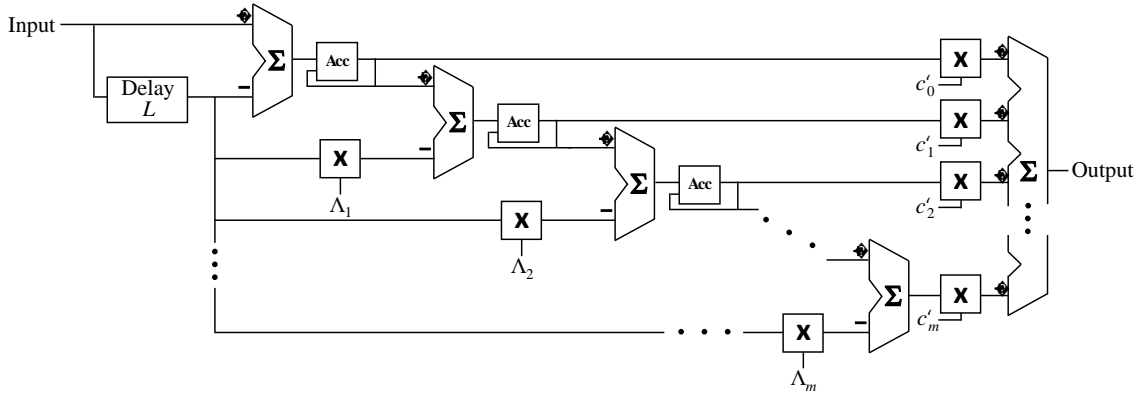 Input
Σ
Acc
X
c′0
Delay
L
Σ
Acc
X
c′1
X
Λ1
Σ
Acc
X
c′2
Σ
Output
X
Λ2
Σ
X
c′m
X
Λm